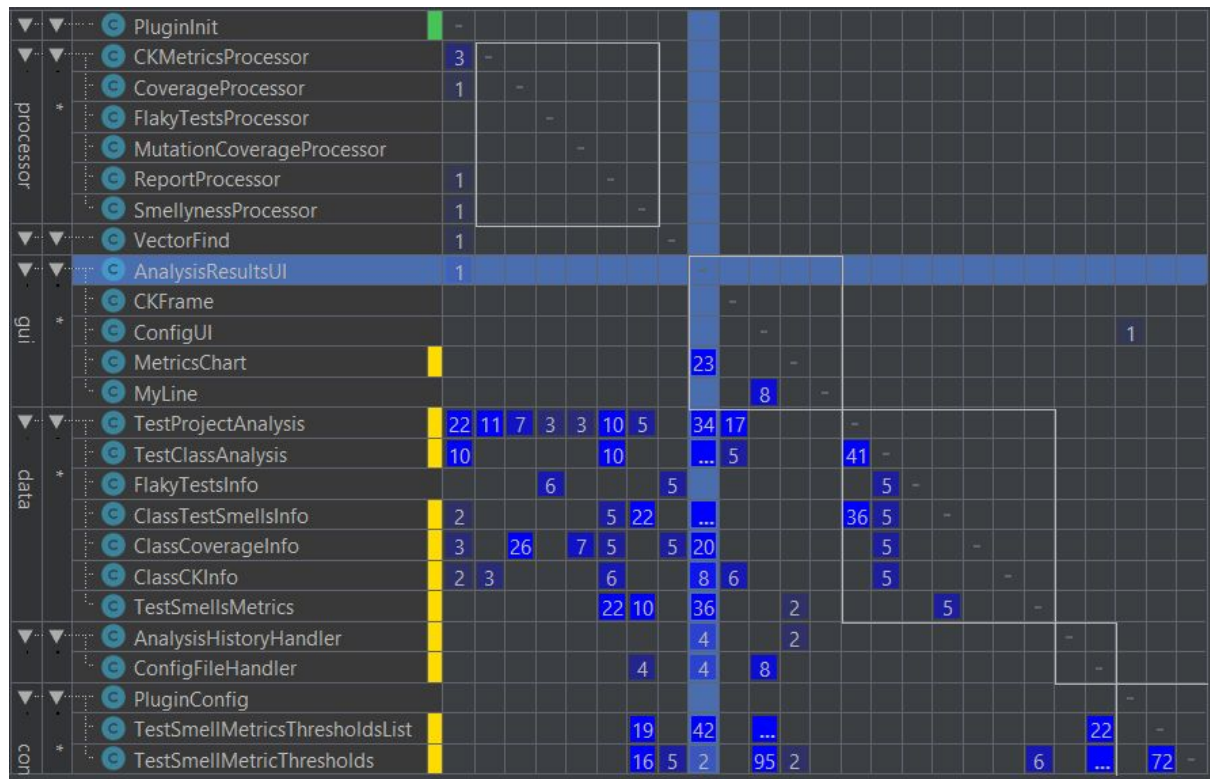 C PluginInit -
C CKMetricsProcessor 3 -
C CoverageProcessor 1 -
C FlakyTestsProcessor -
C MutationCoverageProcessor -
C ReportProcessor 1 -
C SmellynessProcessor 1 -
processor *
C VectorFind 1 -
C AnalysisResultsUI 1 -
C CKFrame -
C ConfigUI - 1
C MetricsChart 23 -
C MyLine 8 -
gui *
C TestProjectAnalysis 22 11 7 3 3 10 5 34 17 -
C TestClassAnalysis 10 10 ... 5 41 -
C FlakyTestsInfo 6 5 5 -
C ClassTestSmellsInfo 2 5 22 ... 36 5 -
C ClassCoverageInfo 3 26 7 5 5 20 5 -
C ClassCKInfo 2 3 6 8 6 5 -
C TestSmellsMetrics 22 10 36 2 5 -
data *
C AnalysisHistoryHandler 4 2 -
C ConfigFileHandler 4 4 8 -
C PluginConfig -
C TestSmellMetricsThresholdsList 19 42 ... 22 -
C TestSmellMetricThresholds 16 5 2 95 2 6 ... 72 -
con *